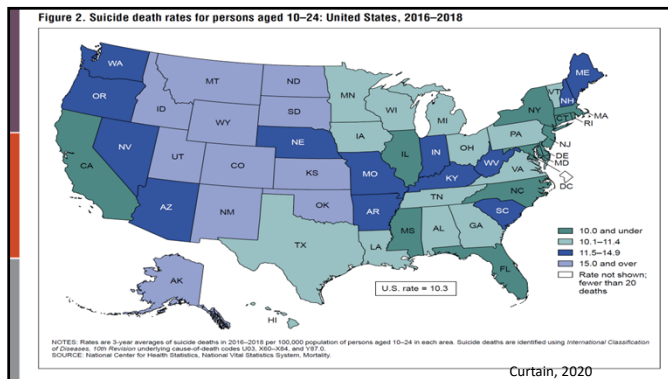 Figure 2. Suicide death rates for persons aged 10–24: United States, 2016–2018
WA
OR
CA
NV
ID
MT
WY
UT
AZ
CO
NM
ND
SD
NE
KS
OK
TX
MN
IA
MO
AR
LA
WI
IL
MI
IN
OH
KY
TN
MS
AL
GA
FL
SC
NC
VA
WV
PA
NY
VT
NH
ME
MA
RI
CT
NJ
DE
MD
DC
AK
HI
U.S. rate = 10.3
10.0 and under
10.1–11.4
11.5–14.9
15.0 and over
Rate not shown;
fewer than 20
deaths
NOTES: Rates are 3-year averages of suicide deaths in 2016–2018 per 100,000 population of persons aged 10–24 in each area. Suicide deaths are identified using International Classification
of Diseases, 10th Revision underlying cause-of-death codes U03, X60–X84, and Y87.0.
SOURCE: National Center for Health Statistics, National Vital Statistics System, Mortality.
Curtain, 2020